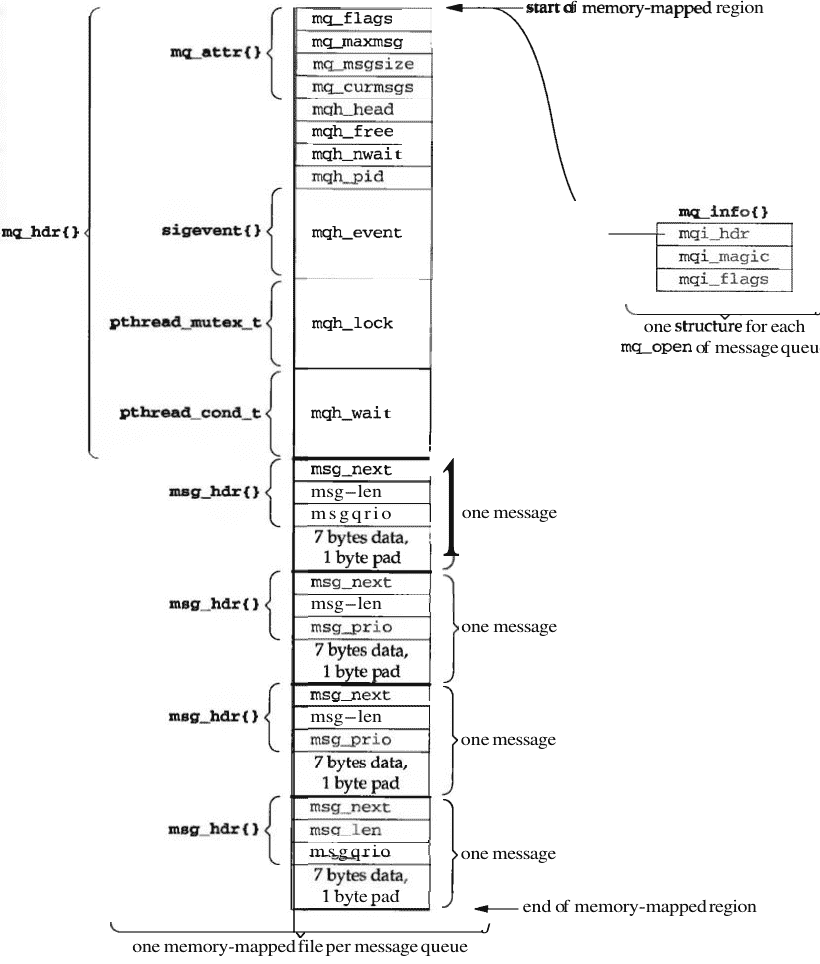 start of memory-mapped region
mq_attr{}
mq_flags
mq_maxmsg
mq_msgsize
mq_curmsgs
mqh_head
mqh_free
mqh_nwait
mqh_pid
mq_hdr{}
sigevent{}
mqh_event
pthread_mutex_t
mqh_lock
pthread_cond_t
mqh_wait
mq_info{}
mqi_hdr
mqi_magic
mqi_flags
one structure for each
mq_open of message queue
msg_hdr{}
msg_next
msg-len
msgqrio
7 bytes data,
1 byte pad
one message
msg_hdr{}
msg_next
msg-len
msg_prio
7 bytes data,
1 byte pad
one message
msg_hdr{}
msg_next
msg-len
msg_prio
7 bytes data,
1 byte pad
one message
msg_hdr{}
msg_next
msq_len
msgqrio
7 bytes data,
1 byte pad
one message
end of memory-mapped region
one memory-mapped file per message queue